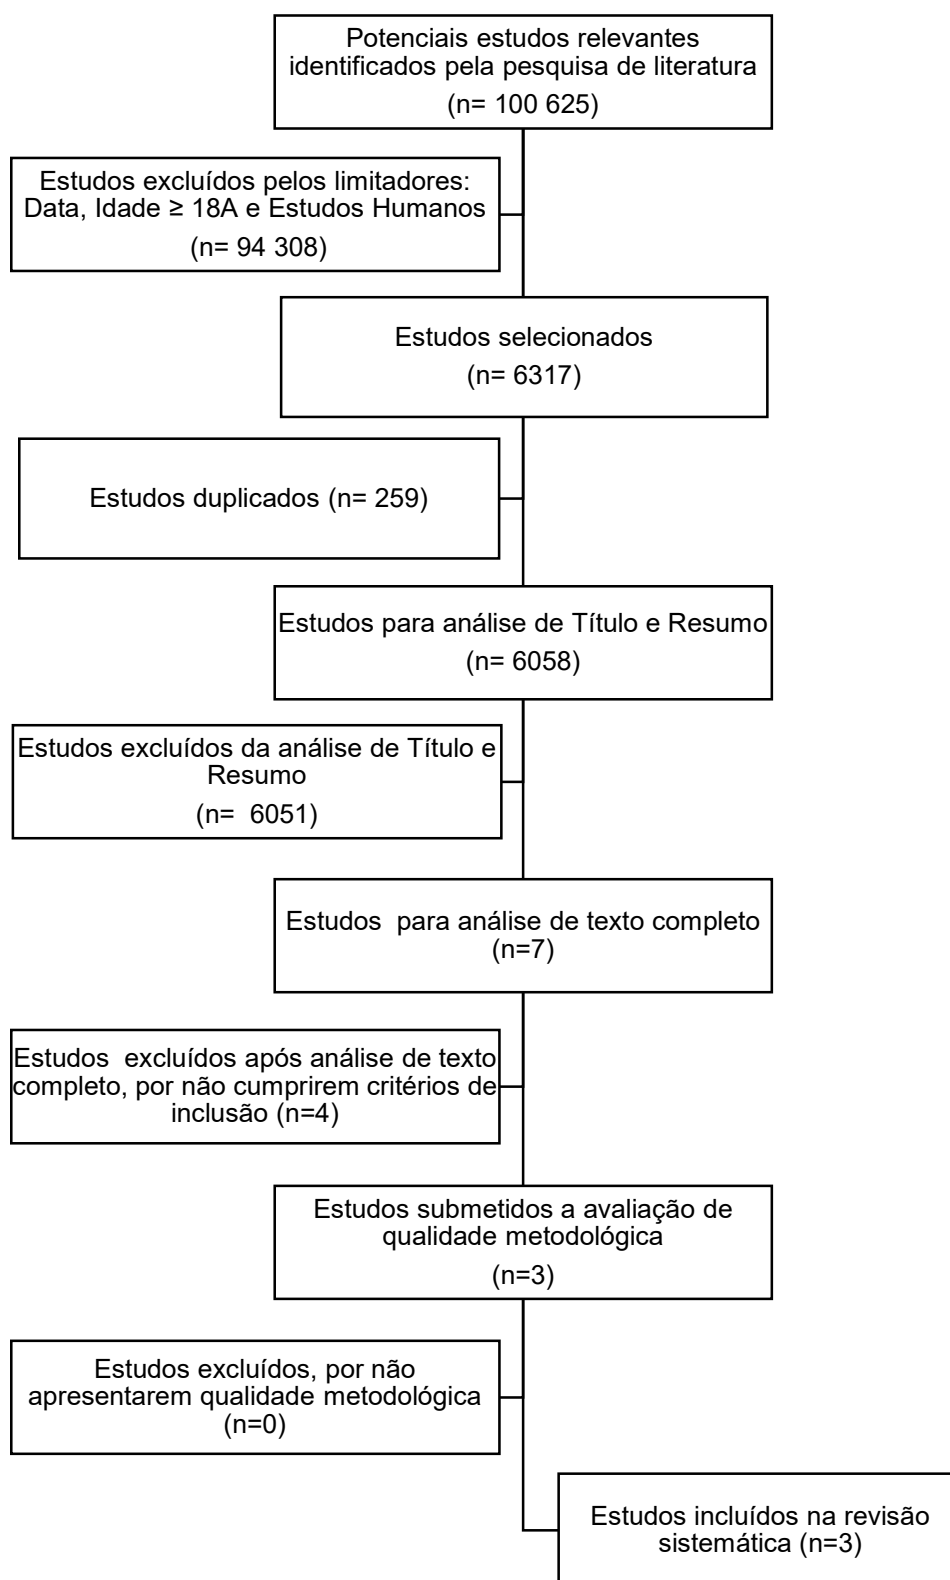 Potenciais estudos relevantes
identificados pela pesquisa de literatura
(n= 100 625)
Estudos excluídos pelos limitadores:
Data, Idade ≥ 18A e Estudos Humanos
(n= 94 308)
Estudos selecionados
(n= 6317)
Estudos duplicados (n= 259)
Estudos para análise de Título e Resumo
(n= 6058)
Estudos excluídos da análise de Título e
Resumo
(n=  6051)
Estudos  para análise de texto completo
(n=7)
Estudos  excluídos após análise de texto
completo, por não cumprirem critérios de
inclusão (n=4)
Estudos submetidos a avaliação de
qualidade metodológica
(n=3)
Estudos excluídos, por não
apresentarem qualidade metodológica
(n=0)
Estudos incluídos na revisão
sistemática (n=3)